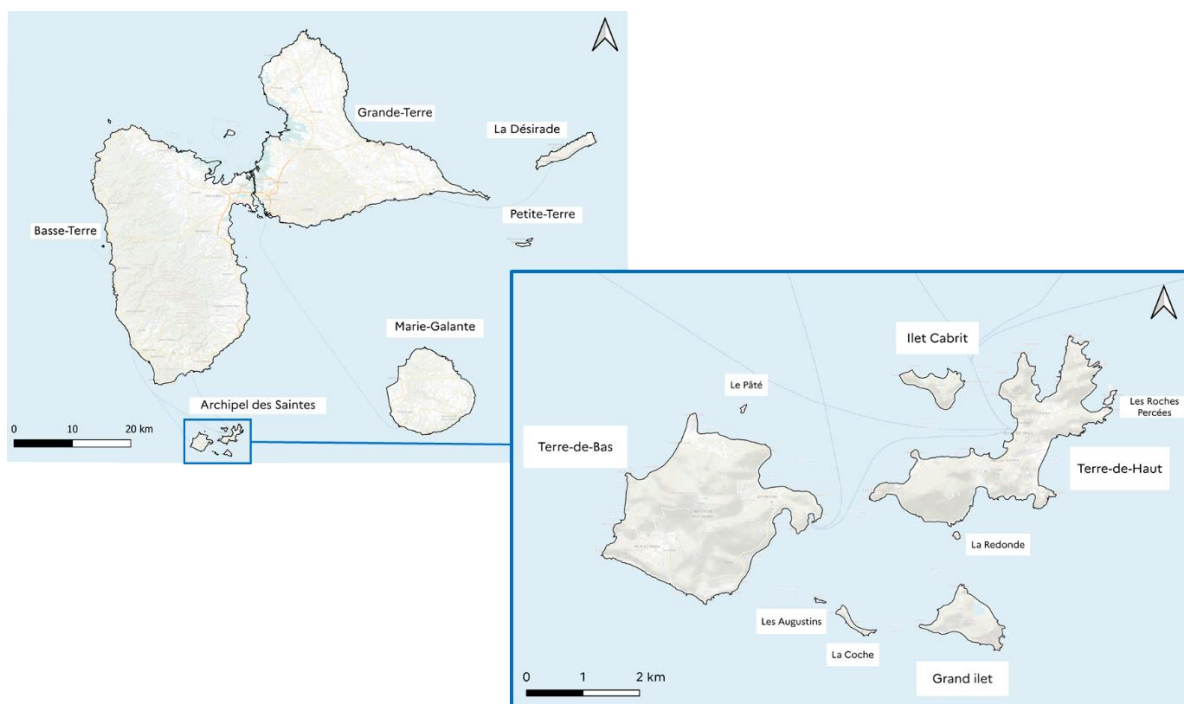 Grande-Terre
La Désirade
Petite-Terre
Basse-Terre
Marie-Galante
Archipel des Saintes
0 10 20 km
Ilet Cabrit
Le Pâté
Les Roches
Percées
Terre-de-Bas
Terre-de-Haut
La Redonde
Les Augustins
La Coche
Grand ilet
0 1 2 km